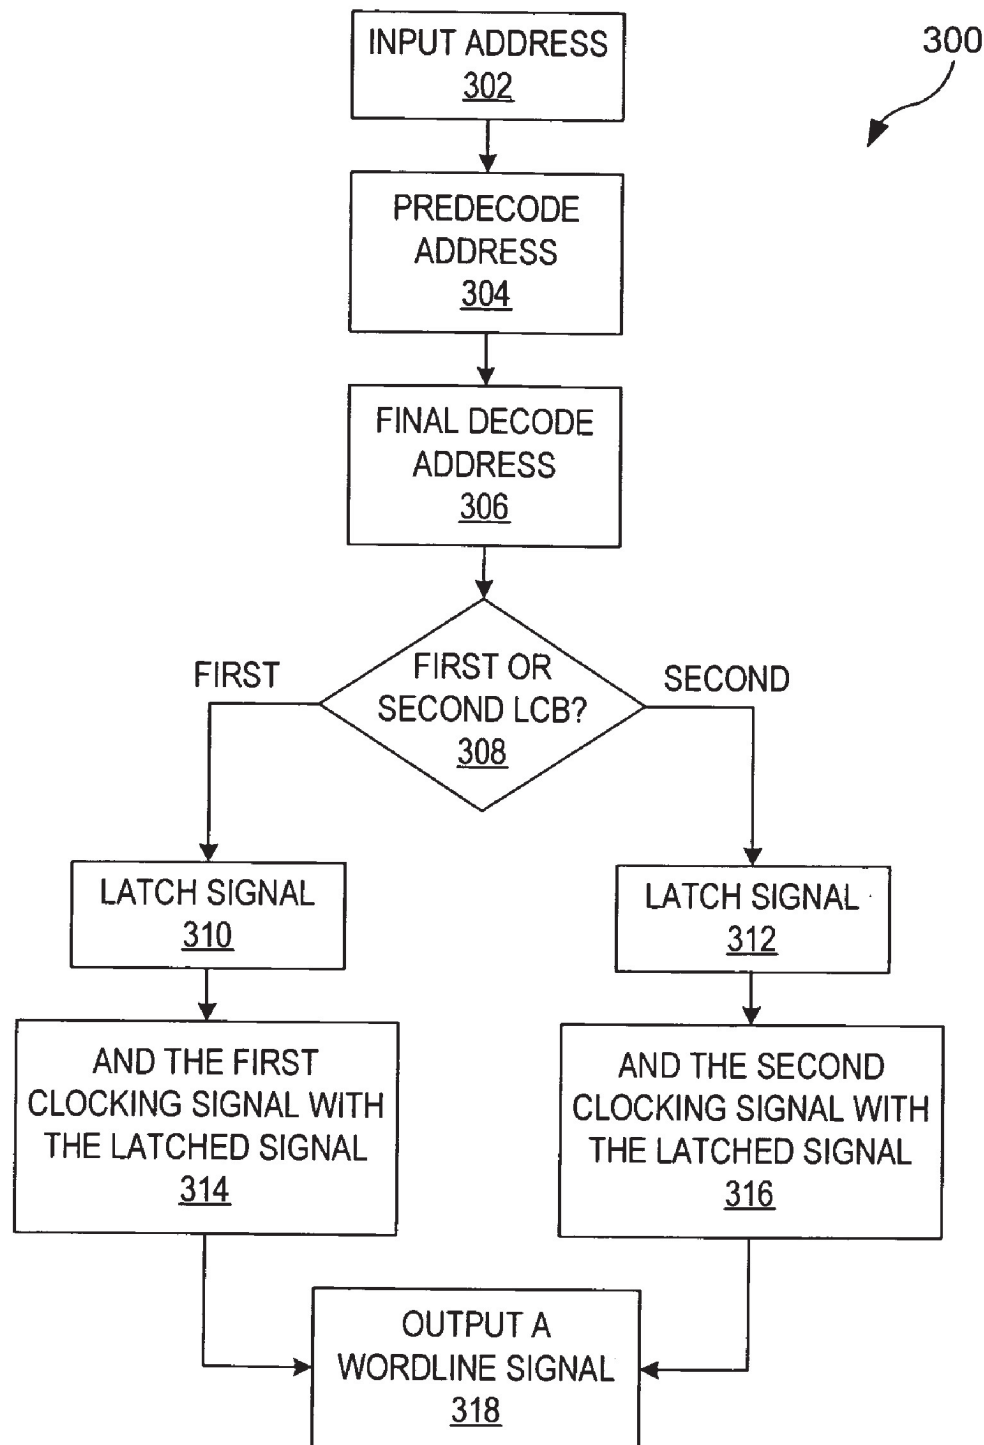 INPUT ADDRESS
302
300
PREDECODE
ADDRESS
304
FINAL DECODE
ADDRESS
306
FIRST OR
SECOND LCB?
308
FIRST
SECOND
LATCH SIGNAL
310
LATCH SIGNAL
312
AND THE FIRST
CLOCKING SIGNAL WITH
THE LATCHED SIGNAL
314
AND THE SECOND
CLOCKING SIGNAL WITH
THE LATCHED SIGNAL
316
OUTPUT A
WORDLINE SIGNAL
318